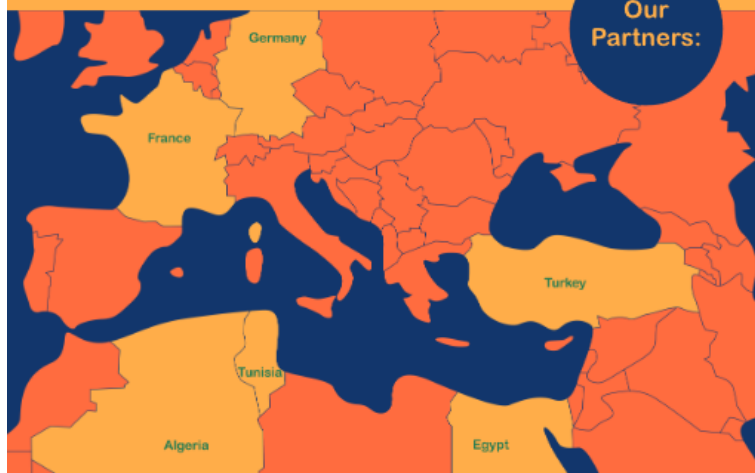 Our
Partners:
Germany
France
Turkey
Tunisia
Algeria
Egypt